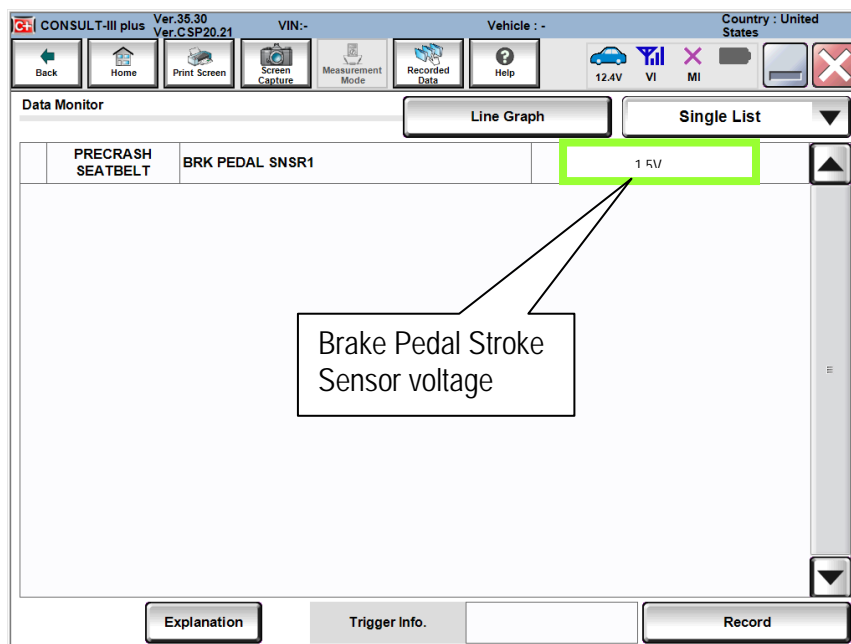 C+ CONSULT-III plus Ver.35.30 VIN:- Vehicle : - Country : United
Ver.CSP20.21 States
Back Home Print Screen Screen Capture Measurement Mode Recorded Data Help 12.4V VI MI
Data Monitor
Line Graph Single List
PRECRASH
SEATBELT BRK PEDAL SNSR1 1.5V
Brake Pedal Stroke
Sensor voltage
Explanation Trigger Info. Record